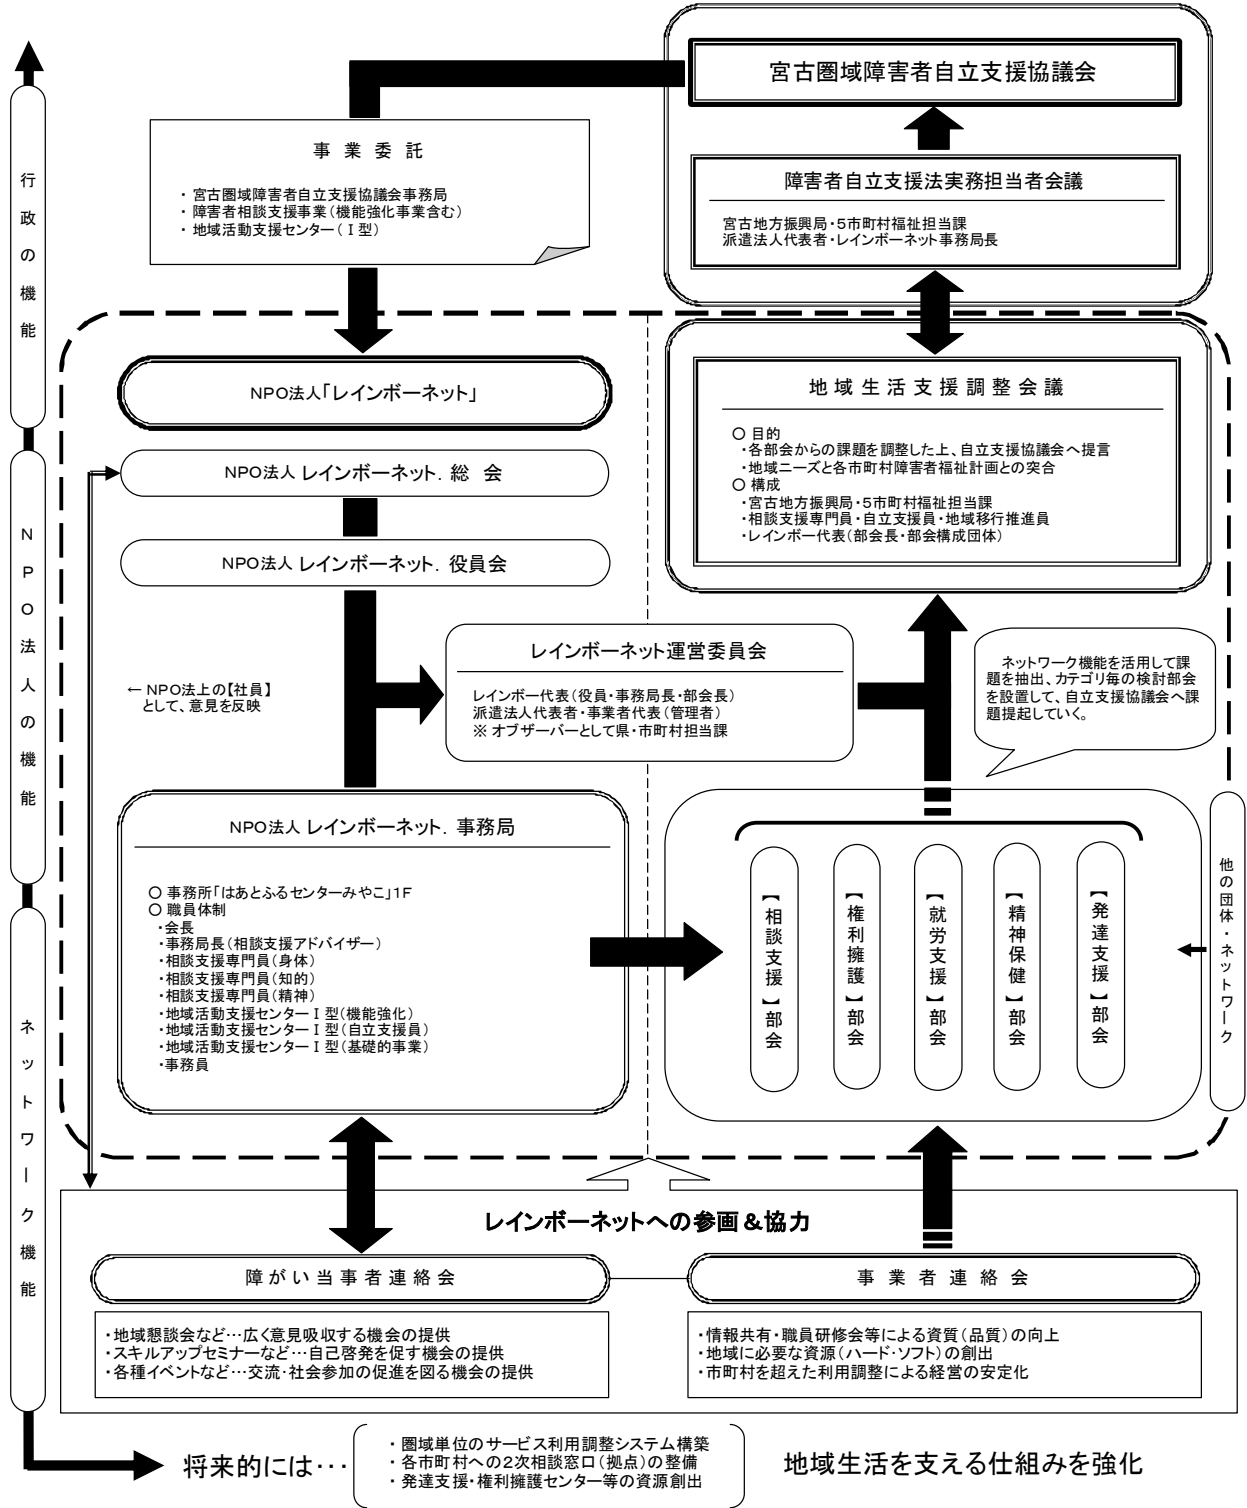 宮古圏域障害者自立支援協議会
事業委託
・宮古圏域障害者自立支援協議会事務局
・障害者相談支援事業(機能強化事業含む)
・地域活動支援センター(Ⅰ型)
障害者自立支援法実務担当者会議
宮古地方振興局・5市町村福祉担当課
派遣法人代表者・レインボーネット事務局長
行政の機能
NPO法人の機能
ネットワーク機能
NPO法人「レインボーネット」
NPO法人 レインボーネット. 総会
NPO法人 レインボーネット. 役員会
地域生活支援調整会議
○ 目的
・各部会からの課題を調整した上、自立支援協議会へ提言
・地域ニーズと各市町村障害者福祉計画との突合
○ 構成
・宮古地方振興局・5市町村福祉担当課
・相談支援専門員・自立支援員・地域移行推進員
・レインボー代表(部会長・部会構成団体)
レインボーネット運営委員会
レインボー代表(役員・事務局長・部会長)
派遣法人代表者・事業者代表(管理者)
※ オブザーバーとして県・市町村担当課
← NPO法上の【社員】
として、意見を反映
ネットワーク機能を活用して課
題を抽出、カテゴリ毎の検討部会
を設置して、自立支援協議会へ課
題提起していく。
NPO法人 レインボーネット. 事務局
○ 事務所「はあとふるセンターみやこ」1F
○ 職員体制
・会長
・事務局長(相談支援アドバイザー)
・相談支援専門員(身体)
・相談支援専門員(知的)
・相談支援専門員(精神)
・地域活動支援センターⅠ型(機能強化)
・地域活動支援センターⅠ型(自立支援員)
・地域活動支援センターⅠ型(基礎的事業)
・事務員
【相談支援】部会
【権利擁護】部会
【就労支援】部会
【精神保健】部会
【発達支援】部会
他の団体・ネットワーク
レインボーネットへの参画&協力
障がい当事者連絡会
・地域懇談会など…広く意見吸収する機会の提供
・スキルアップセミナーなど…自己啓発を促す機会の提供
・各種イベントなど…交流・社会参加の促進を図る機会の提供
事業者連絡会
・情報共有・職員研修会等による資質(品質)の向上
・地域に必要な資源(ハード・ソフト)の創出
・市町村を超えた利用調整による経営の安定化
将来的には…
・圏域単位のサービス利用調整システム構築
・各市町村への2次相談窓口(拠点)の整備
・発達支援・権利擁護センター等の資源創出
地域生活を支える仕組みを強化